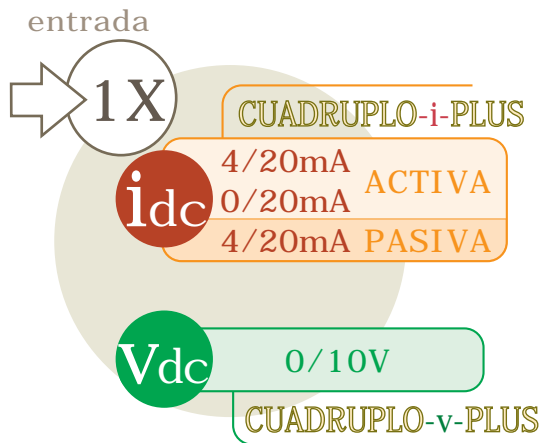 entrada
1X
CUADRUPLO-i-PLUS
idc
4/20mA
0/20mA
ACTIVA
4/20mA PASIVA
Vdc
0/10V
CUADRUPLO-v-PLUS